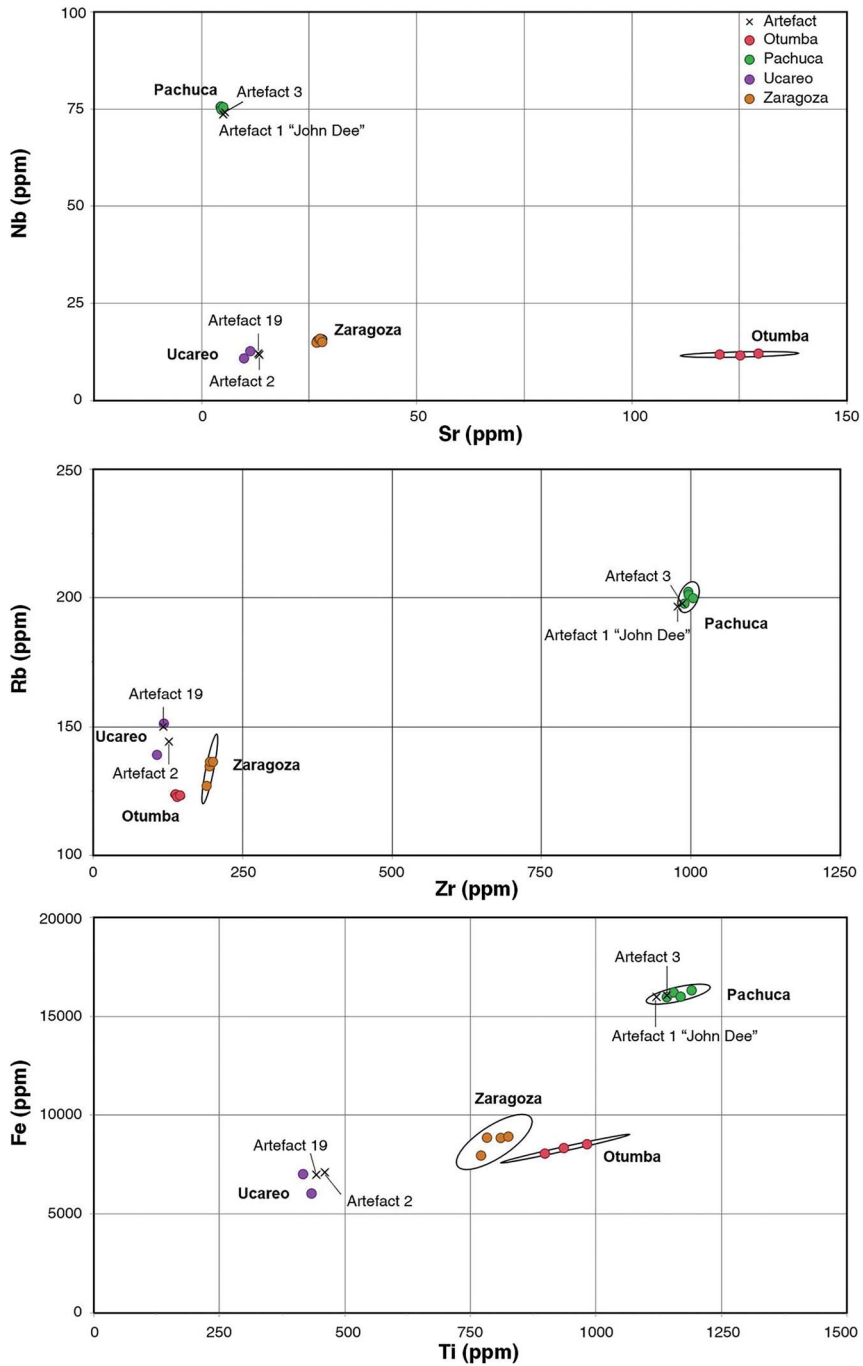 100
75
50
25
0
Nb (ppm)
Artefact
Otumba
Pachuca
Ucareo
Zaragoza
Pachuca
Artefact 3
Artefact 1 “John Dee”
Artefact 19
Zaragoza
Ucareo
Artefact 2
Otumba
0
50
100
150
Sr (ppm)
250
200
150
100
Rb (ppm)
Artefact 3
Artefact 1 “John Dee”
Pachuca
Artefact 19
Ucareo
Artefact 2
Zaragoza
Otumba
0
250
500
750
1000
1250
Zr (ppm)
20000
15000
10000
5000
0
Fe (ppm)
Artefact 3
Pachuca
Artefact 1 “John Dee”
Zaragoza
Otumba
Artefact 19
Ucareo
Artefact 2
0
250
500
750
1000
1250
1500
Ti (ppm)